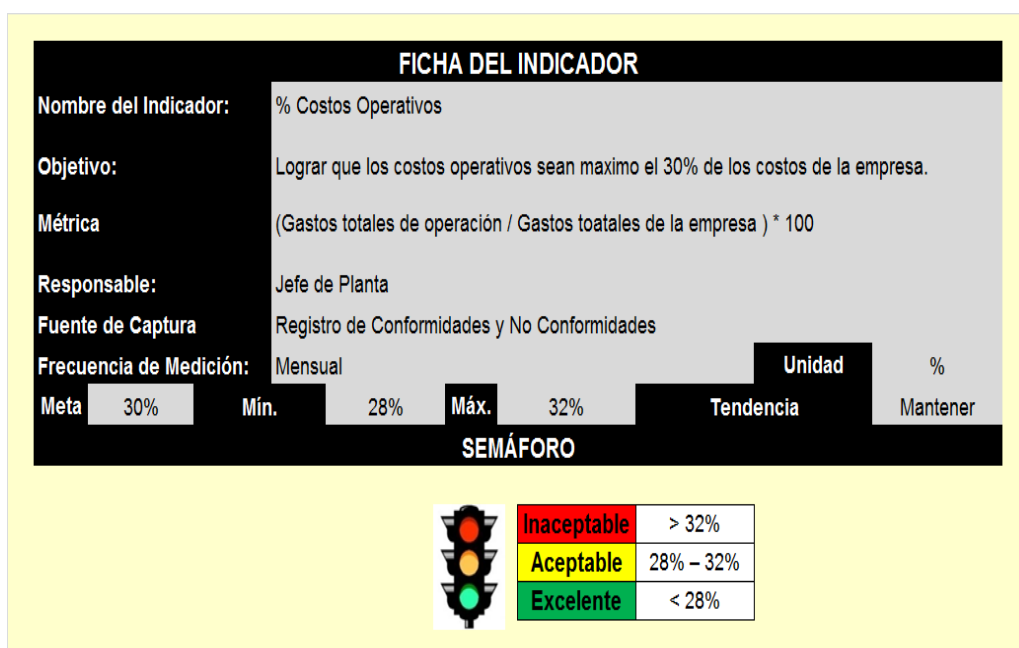 FICHA DEL INDICADOR
Nombre del Indicador: % Costos Operativos
Objetivo: Lograr que los costos operativos sean maximo el 30% de los costos de la empresa.
Métrica (Gastos totales de operación / Gastos toatales de la empresa ) * 100
Responsable: Jefe de Planta
Fuente de Captura Registro de Conformidades y No Conformidades
Frecuencia de Medición: Mensual Unidad %
Meta 30% Mín. 28% Máx. 32% Tendencia Mantener
SEMÁFORO
Inaceptable > 32%
Aceptable 28% – 32%
Excelente < 28%